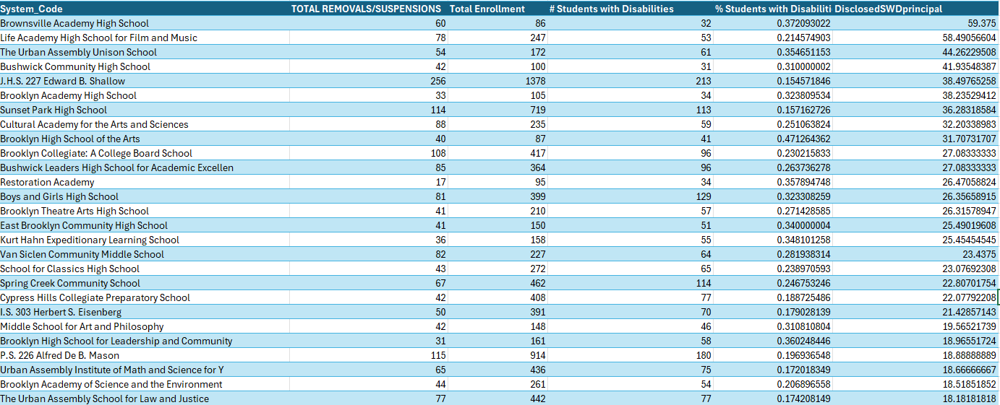 System_Code TOTAL REMOVALS/SUSPENSIONS Total Enrollment # Students with Disabilities % Students with Disabiliti DisclosedSWDprincipal
Brownsville Academy High School 60 86 32 0.372093022 59.375
Life Academy High School for Film and Music 78 247 53 0.214574903 58.49056604
The Urban Assembly Unison School 54 172 61 0.354651153 44.26229508
Bushwick Community High School 42 100 31 0.310000002 41.93548387
J.H.S. 227 Edward B. Shallow 256 1378 213 0.154571846 38.49765258
Brooklyn Academy High School 33 105 34 0.323809534 38.23529412
Sunset Park High School 114 719 113 0.157162726 36.28318584
Cultural Academy for the Arts and Sciences 88 235 59 0.251063824 32.20338983
Brooklyn High School of the Arts 40 87 41 0.471264362 31.70731707
Brooklyn Collegiate: A College Board School 108 417 96 0.230215833 27.08333333
Bushwick Leaders High School for Academic Excellen 85 364 96 0.263736278 27.08333333
Restoration Academy 17 95 34 0.357894748 26.47058824
Boys and Girls High School 81 399 129 0.323308259 26.35658915
Brooklyn Theatre Arts High School 41 210 57 0.271428585 26.31578947
East Brooklyn Community High School 41 150 51 0.340000004 25.49019608
Kurt Hahn Expeditionary Learning School 36 158 55 0.348101258 25.45454545
Van Siclen Community Middle School 82 227 64 0.281938314 23.4375
School for Classics High School 43 272 65 0.238970593 23.07692308
Spring Creek Community School 67 462 114 0.246753246 22.80701754
Cypress Hills Collegiate Preparatory School 42 408 77 0.188725486 22.07792208
I.S. 303 Herbert S. Eisenberg 50 391 70 0.179028139 21.42857143
Middle School for Art and Philosophy 42 148 46 0.310810804 19.56521739
Brooklyn High School for Leadership and Community 31 161 58 0.360248446 18.96551724
P.S. 226 Alfred De B. Mason 115 914 180 0.196936548 18.88888889
Urban Assembly Institute of Math and Science for Y 65 436 75 0.172018349 18.66666667
Brooklyn Academy of Science and the Environment 44 261 54 0.206896558 18.51851852
The Urban Assembly School for Law and Justice 77 442 77 0.174208149 18.18181818